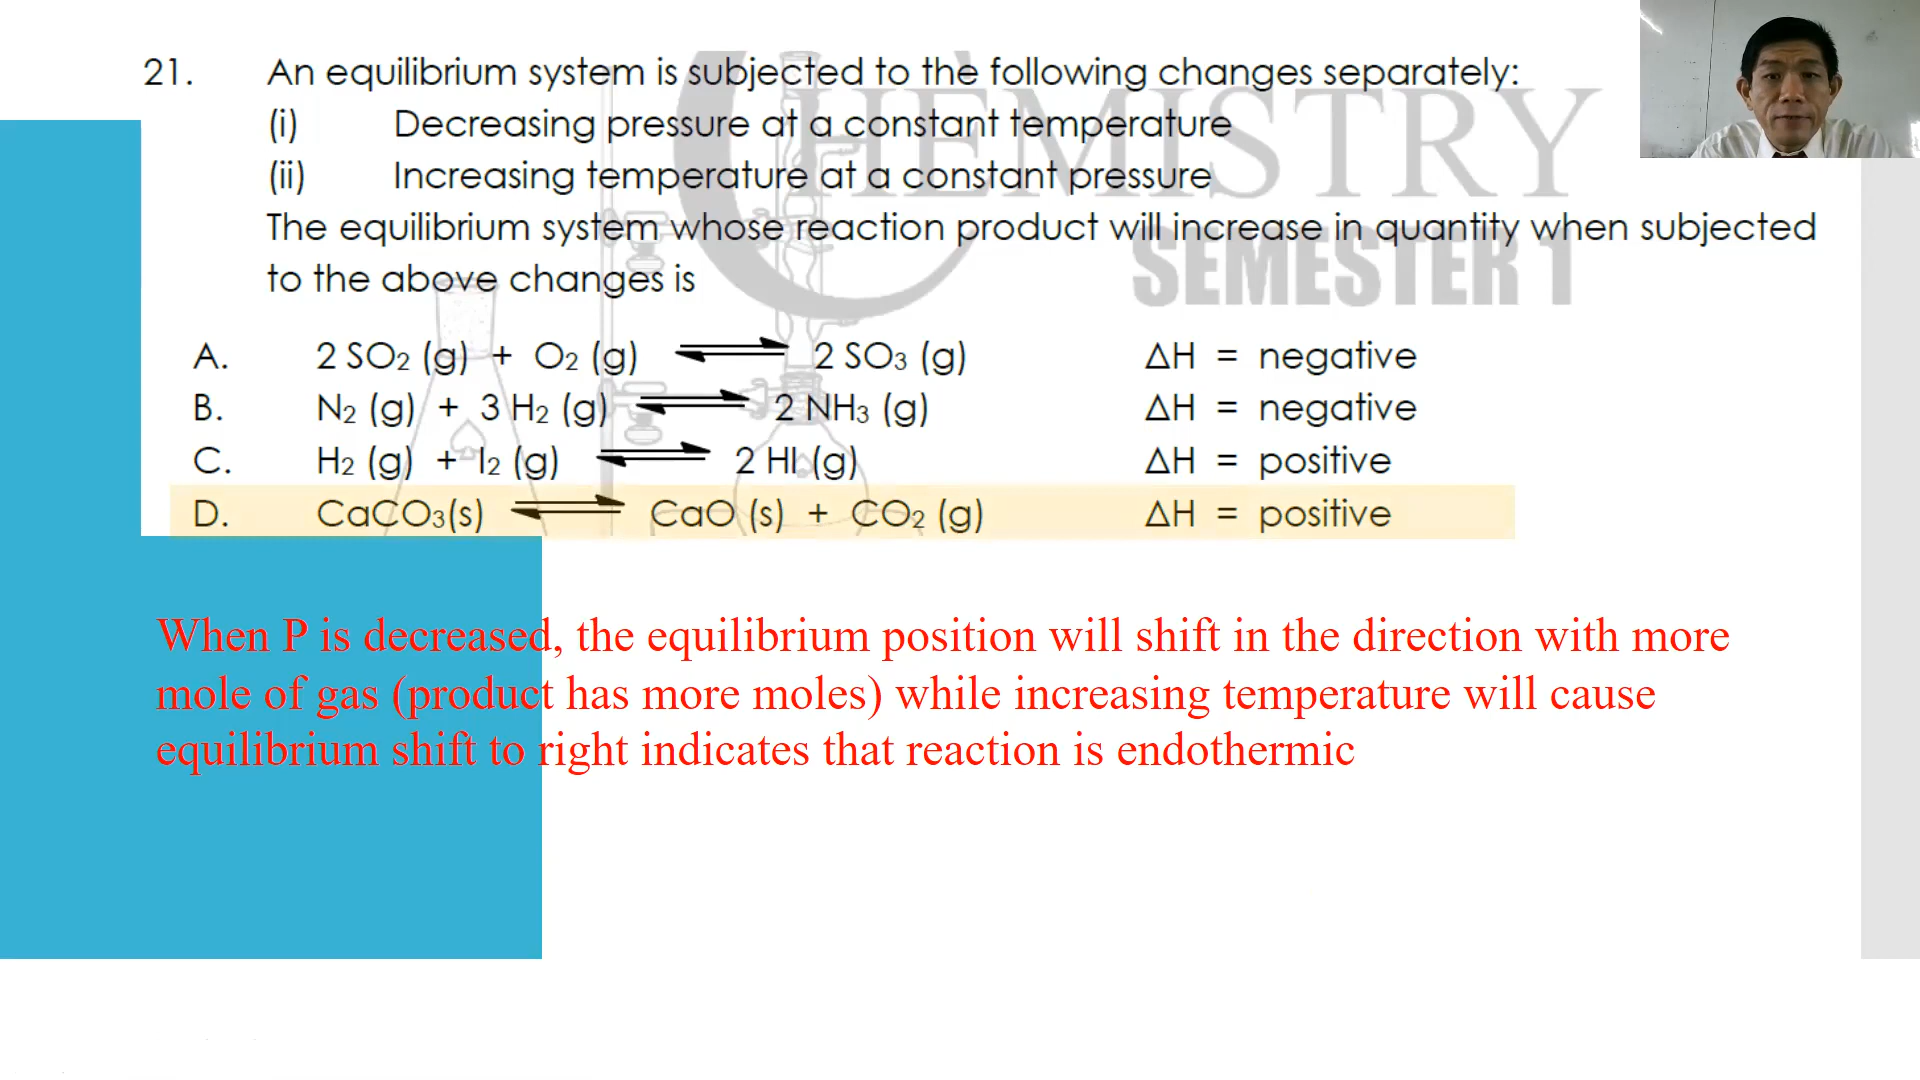 CHEMISTRY
SEMESTER 1
21. An equilibrium system is subjected to the following changes separately:
(i) Decreasing pressure at a constant temperature
(ii) Increasing temperature at a constant pressure
The equilibrium system whose reaction product will increase in quantity when subjected
to the above changes is
A. 2 SO₂ (g) + O₂ (g) ⇌ 2 SO₃ (g) ΔH = negative
B. N₂ (g) + 3 H₂ (g) ⇌ 2 NH₃ (g) ΔH = negative
C. H₂ (g) + I₂ (g) ⇌ 2 HI (g) ΔH = positive
D. CaCO₃(s) ⇌ CaO (s) + CO₂ (g) ΔH = positive
When P is decreased, the equilibrium position will shift in the direction with more
mole of gas (product has more moles) while increasing temperature will cause
equilibrium shift to right indicates that reaction is endothermic